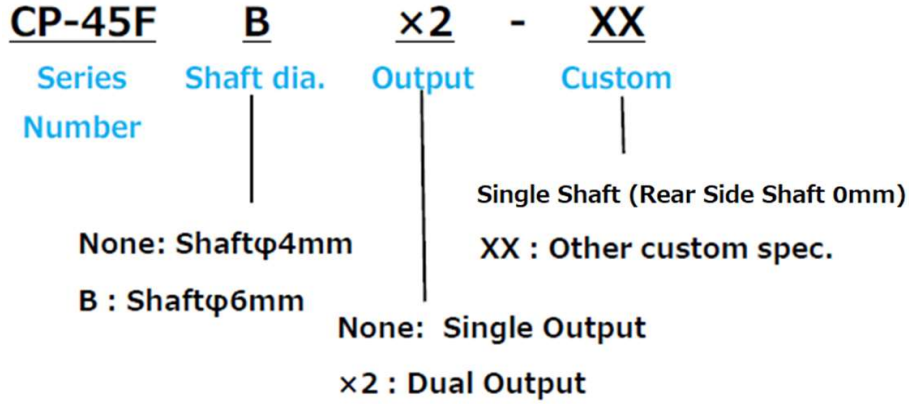 CP-45F B ×2 - XX
Series Number Shaft dia. Output Custom
Single Shaft (Rear Side Shaft 0mm)
XX : Other custom spec.
None: Shaftφ4mm
B : Shaftφ6mm
None: Single Output
×2 : Dual Output